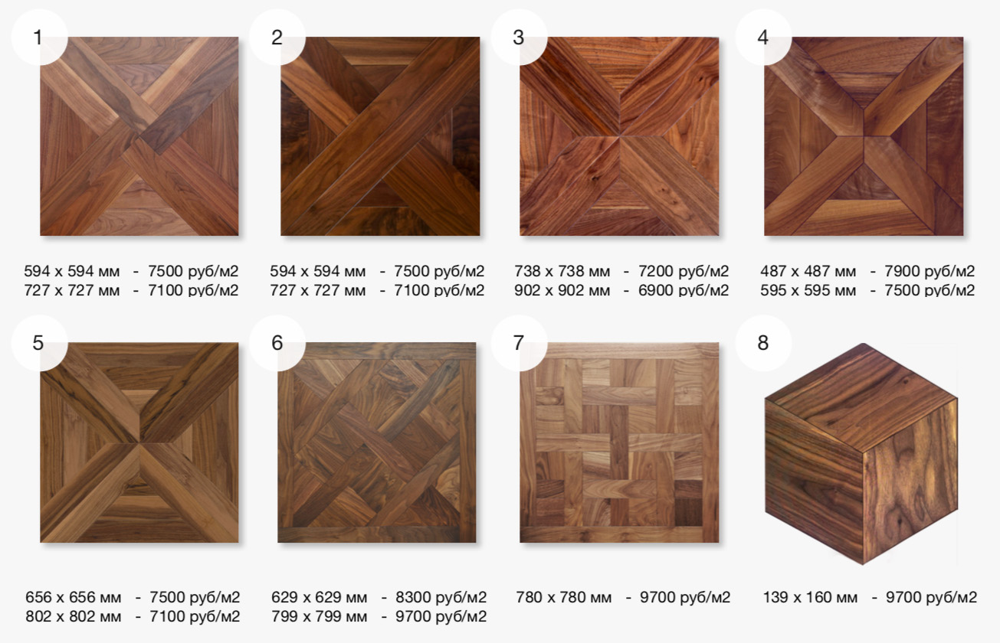 1
2
3
4
594 x 594 мм - 7500 руб/м2
727 x 727 мм - 7100 руб/м2
594 x 594 мм - 7500 руб/м2
727 x 727 мм - 7100 руб/м2
738 x 738 мм - 7200 руб/м2
902 x 902 мм - 6900 руб/м2
487 x 487 мм - 7900 руб/м2
595 x 595 мм - 7500 руб/м2
5
6
7
8
656 x 656 мм - 7500 руб/м2
802 x 802 мм - 7100 руб/м2
629 x 629 мм - 8300 руб/м2
799 x 799 мм - 9700 руб/м2
780 x 780 мм - 9700 руб/м2
139 x 160 мм - 9700 руб/м2